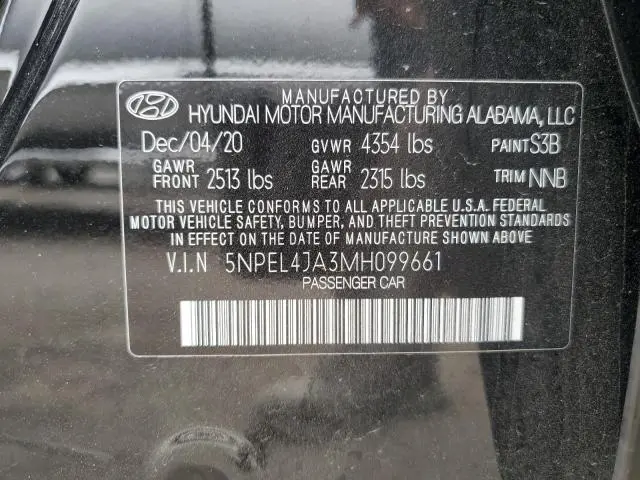 MANUFACTURED BY
HYUNDAI MOTOR MANUFACTURING ALABAMA, LLC
Dec/04/20 GVWR 4354 lbs PAINT S3B
GAWR FRONT 2513 lbs GAWR REAR 2315 lbs TRIM NNB
THIS VEHICLE CONFORMS TO ALL APPLICABLE U.S.A. FEDERAL
MOTOR VEHICLE SAFETY, BUMPER, AND THEFT PREVENTION STANDARDS
IN EFFECT ON THE DATE OF MANUFACTURE SHOWN ABOVE
V.I.N 5NPEL4JA3MH099661
PASSENGER CAR